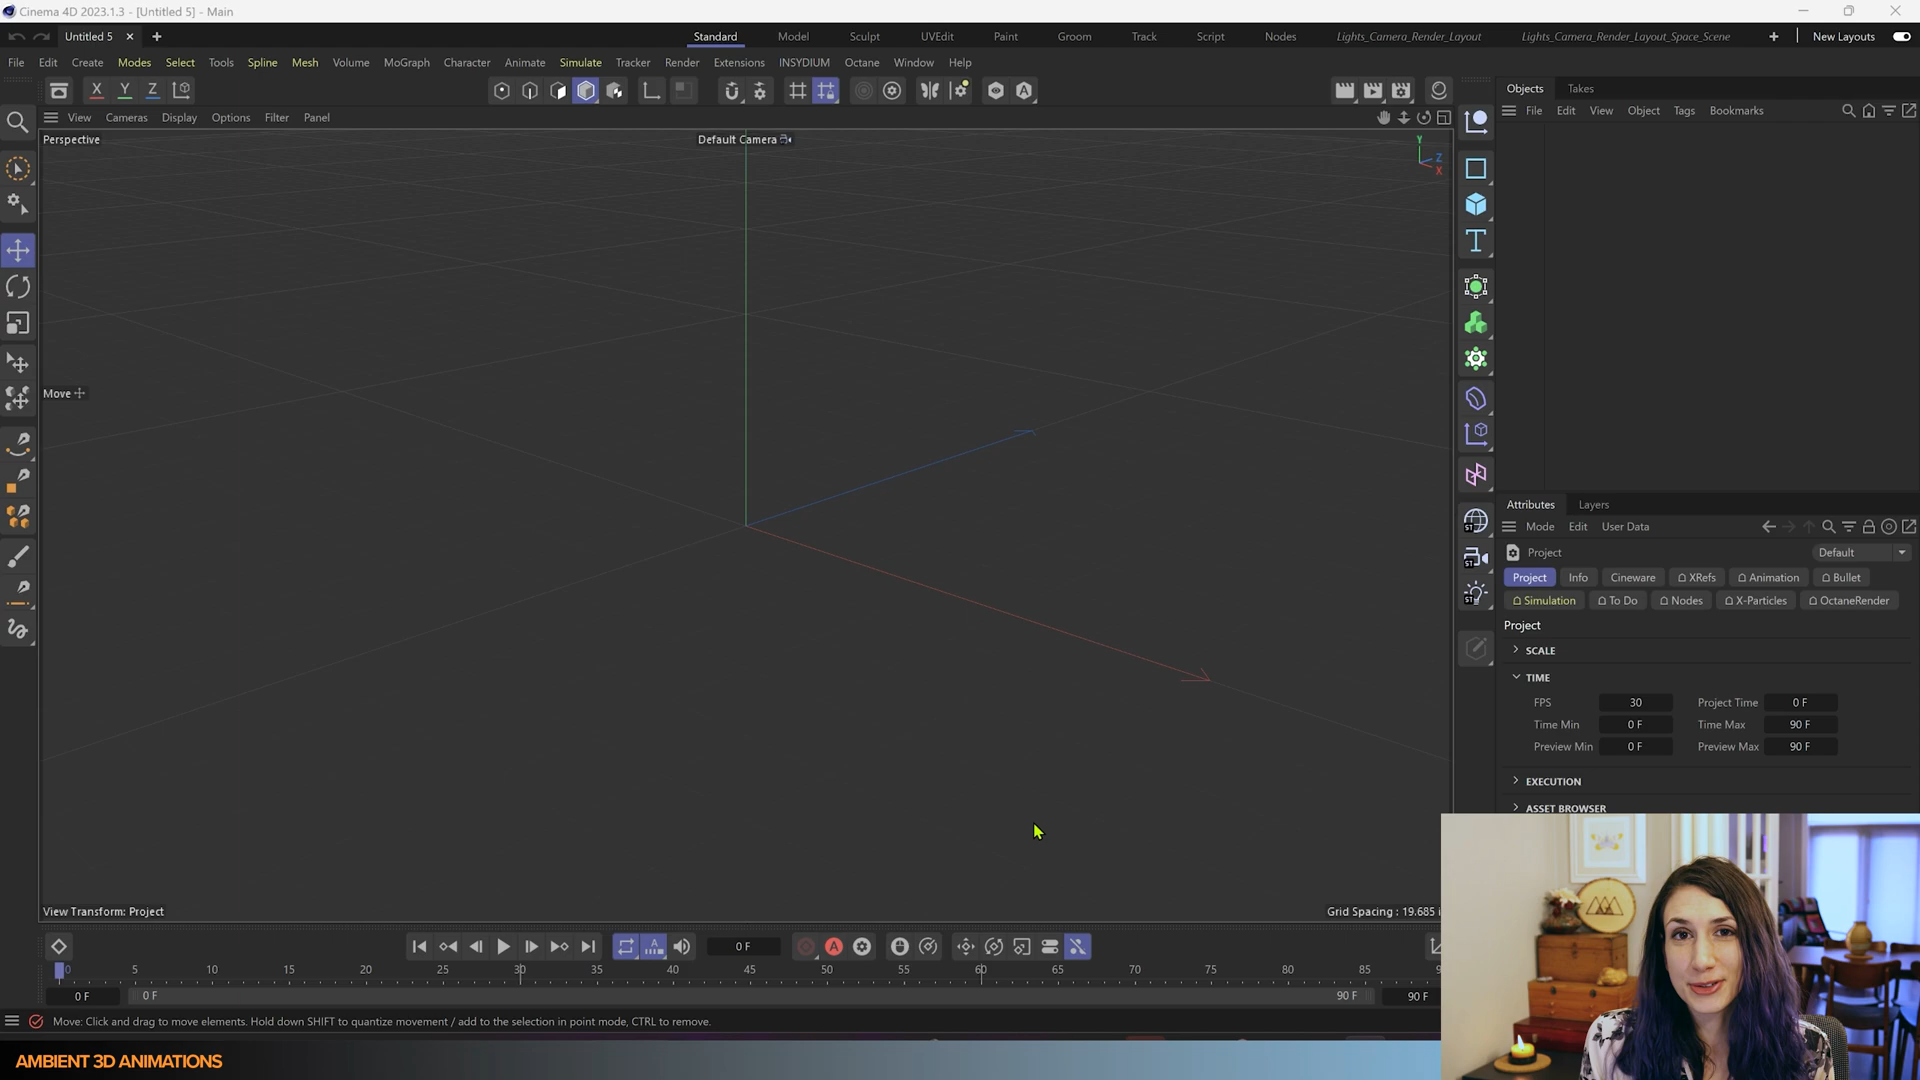 Cinema 4D 2023.1.3 - [Untitled 5] - Main
Untitled 5
Standard Model Sculpt UVEdit Paint Groom Track Script Nodes Lights_Camera_Render_Layout Lights_Camera_Render_Layout_Space_Scene New Layouts
File Edit Create Modes Select Tools Spline Mesh Volume MoGraph Character Animate Simulate Tracker Render Extensions INSYDIUM Octane Window Help
X Y Z
Objects Takes
File Edit View Object Tags Bookmarks
View Cameras Display Options Filter Panel
Perspective
Default Camera
Y
Z
X
Move
ST
ST
ST
Attributes Layers
Mode Edit User Data
Project
Default
Project Info Cineware XRefs Animation Bullet
Simulation To Do Nodes X-Particles OctaneRender
Project
SCALE
TIME
FPS 30 Project Time 0 F
Time Min 0 F Time Max 90 F
Preview Min 0 F Preview Max 90 F
EXECUTION
ASSET BROWSER
View Transform: Project
Grid Spacing : 19.685 i
0 F
0 5 10 15 20 25 30 35 40 45 50 55 60 65 70 75 80 85 9
0 F 0 F 90 F 90 F
Move: Click and drag to move elements. Hold down SHIFT to quantize movement / add to the selection in point mode, CTRL to remove.
AMBIENT 3D ANIMATIONS